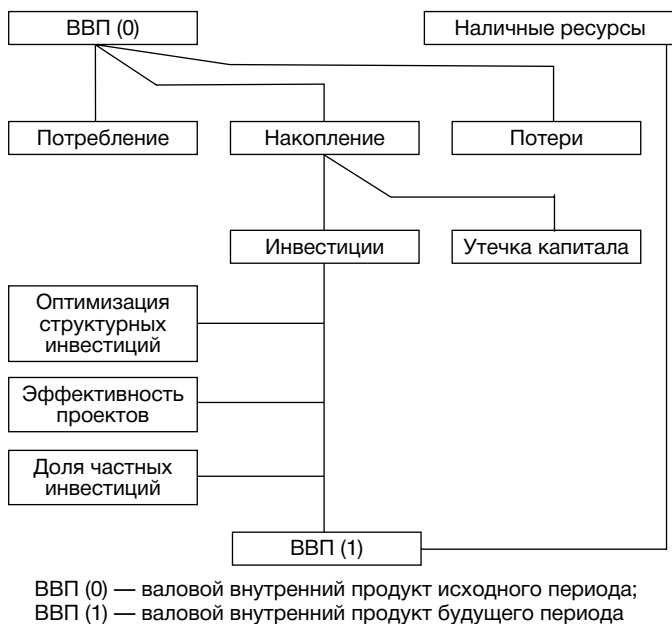 ВВП (0)
Наличные ресурсы
Потребление
Накопление
Потери
Инвестиции
Утечка капитала
Оптимизация
структурных
инвестиций
Эффективность
проектов
Доля частных
инвестиций
ВВП (1)
ВВП (0) — валовой внутренний продукт исходного периода;
ВВП (1) — валовой внутренний продукт будущего периода